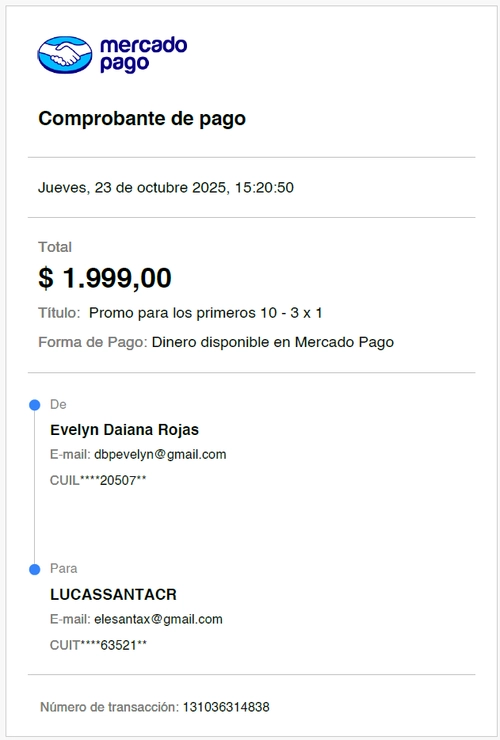 mercado
pago
Comprobante de pago
Jueves, 23 de octubre 2025, 15:20:50
Total
$ 1.999,00
Título: Promo para los primeros 10 - 3 x 1
Forma de Pago: Dinero disponible en Mercado Pago
De
Evelyn Daiana Rojas
E-mail: dbpevelyn@gmail.com
CUIL****20507**
Para
LUCASSANTACR
E-mail: elesantax@gmail.com
CUIT****63521**
Número de transacción: 131036314838